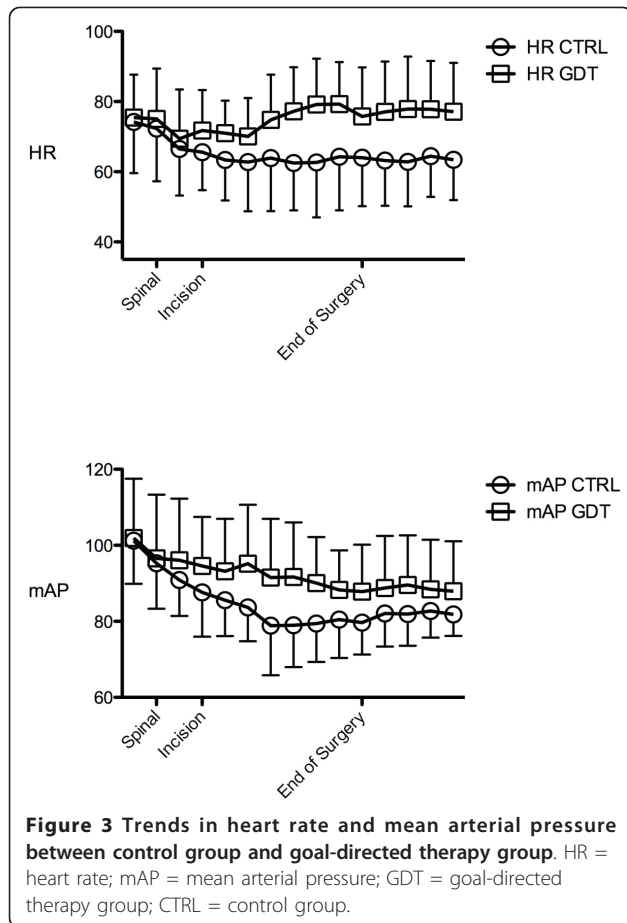 100
80
60
40
HR
HR CTRL
HR GDT
Spinal
Incision
End of Surgery
120
100
80
60
mAP
mAP CTRL
mAP GDT
Spinal
Incision
End of Surgery
Figure 3 Trends in heart rate and mean arterial pressure
between control group and goal-directed therapy group. HR =
heart rate; mAP = mean arterial pressure; GDT = goal-directed
therapy group; CTRL = control group.